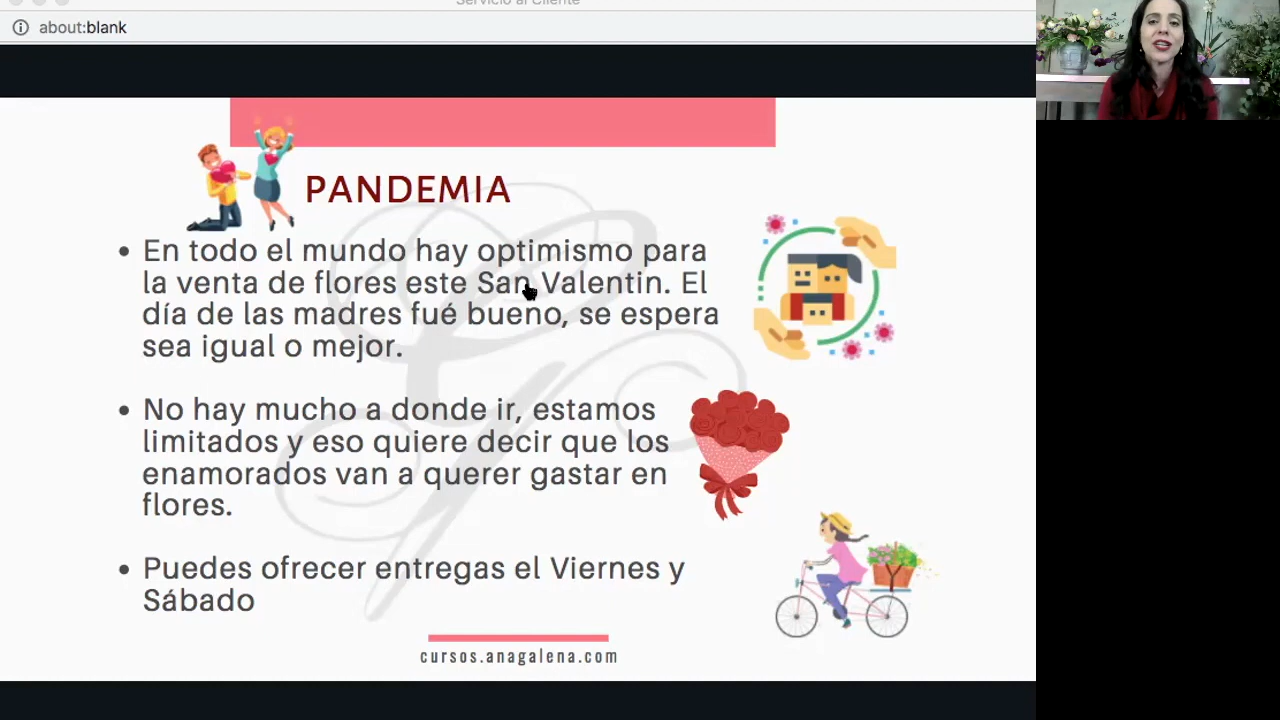 Servicio al Cliente
about:blank
PANDEMIA
• En todo el mundo hay optimismo para
la venta de flores este San Valentin. El
día de las madres fué bueno, se espera
sea igual o mejor.
• No hay mucho a donde ir, estamos
limitados y eso quiere decir que los
enamorados van a querer gastar en
flores.
• Puedes ofrecer entregas el Viernes y
Sábado
cursos.anagalena.com